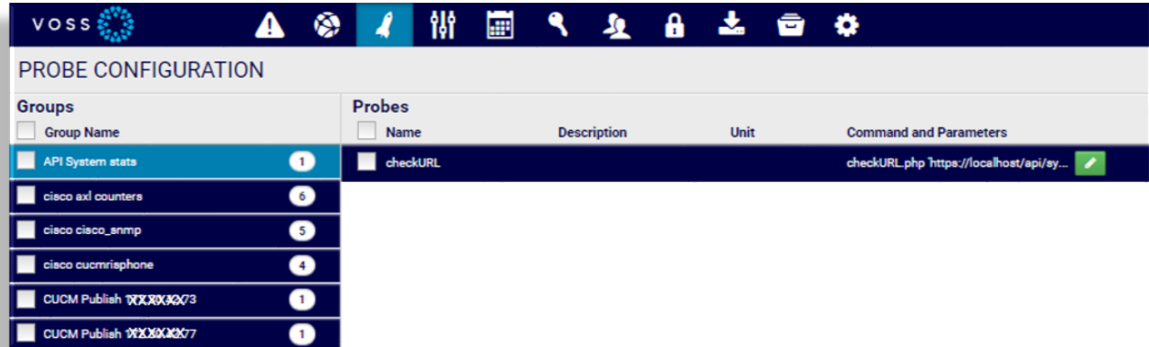 VOSS
PROBE CONFIGURATION
Groups
Group Name
API System stats 1
cisco axl counters 6
cisco cisco_snmp 5
cisco cucmrisphone 4
CUCM Publish 73 1
CUCM Publish 77 1
Probes
Name Description Unit Command and Parameters
checkURL checkURL.php 'https://localhost/api/sy...